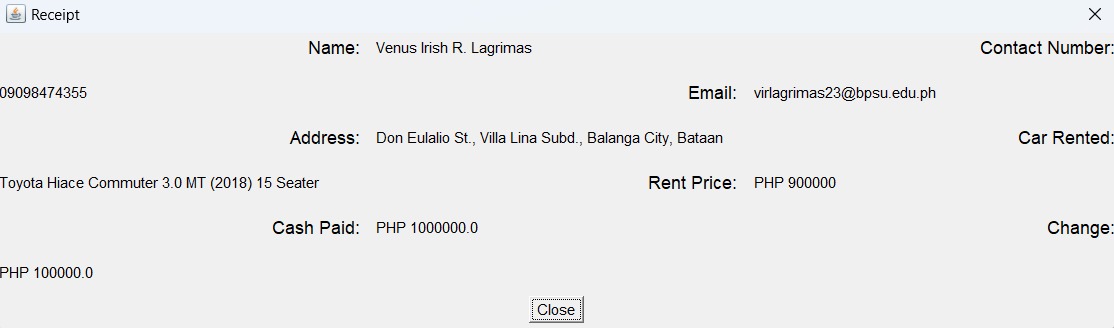 Receipt
Name: Venus Irish R. Lagrimas Contact Number:
09098474355 Email: virlagrimas23@bpsu.edu.ph
Address: Don Eulalio St., Villa Lina Subd., Balanga City, Bataan Car Rented:
Toyota Hiace Commuter 3.0 MT (2018) 15 Seater Rent Price: PHP 900000
Cash Paid: PHP 1000000.0 Change:
PHP 100000.0
Close